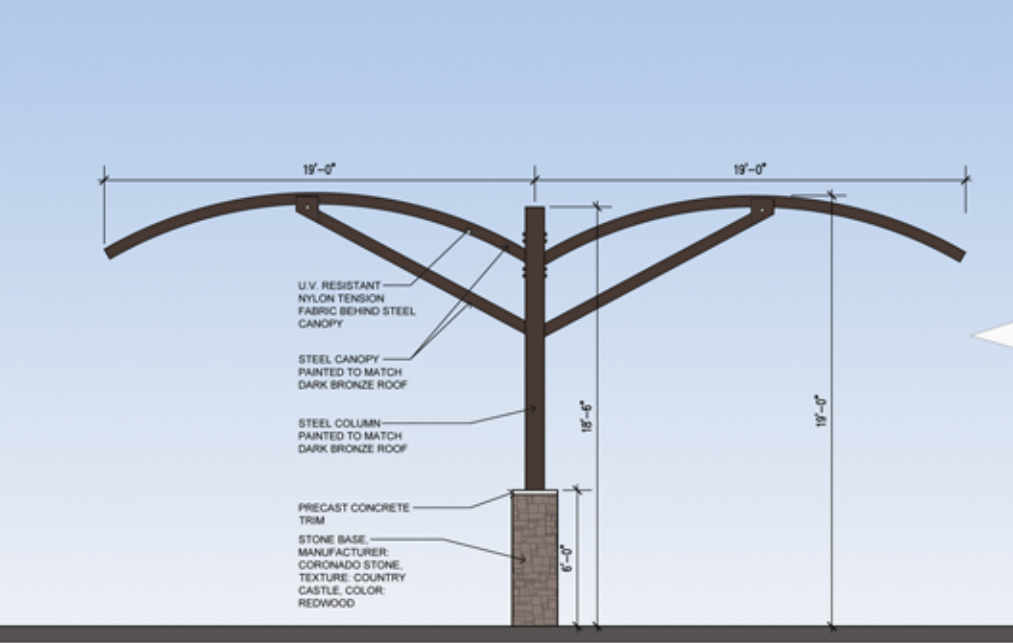 19'-0" 19'-0"
U.V. RESISTANT
NYLON TENSION
FABRIC BEHIND STEEL
CANOPY
STEEL CANOPY
PAINTED TO MATCH
DARK BRONZE ROOF
STEEL COLUMN
PAINTED TO MATCH
DARK BRONZE ROOF
PRECAST CONCRETE
TRIM
STONE BASE,
MANUFACTURER:
CORONADO STONE,
TEXTURE: COUNTRY
CASTLE, COLOR:
REDWOOD
6'-0"
18'-6"
19'-0"